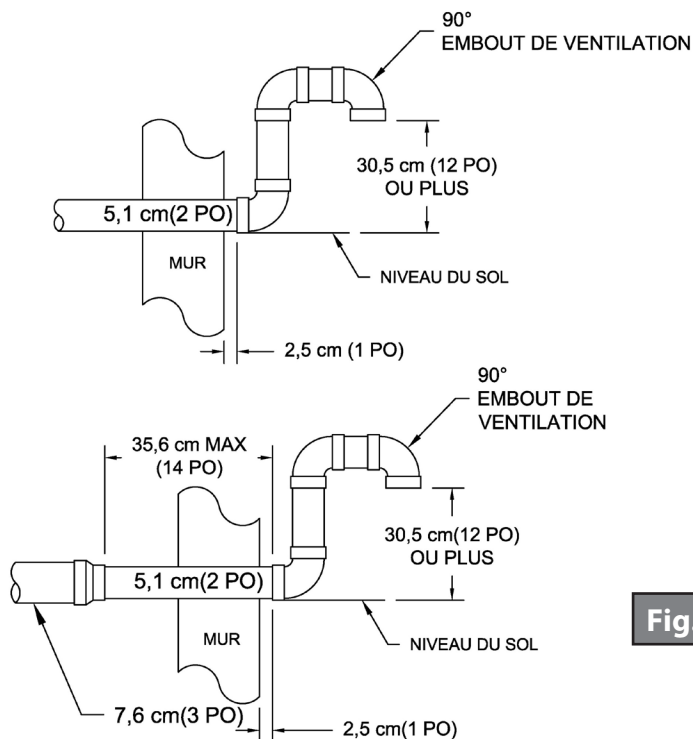 90°
EMBOUT DE VENTILATION
30,5 cm (12 PO)
OU PLUS
5,1 cm(2 PO)
MUR
NIVEAU DU SOL
2,5 cm (1 PO)
90°
EMBOUT DE
VENTILATION
35,6 cm MAX
(14 PO)
30,5 cm(12 PO)
OU PLUS
5,1 cm(2 PO)
MUR
NIVEAU DU SOL
Fig.
7,6 cm(3 PO)
2,5 cm(1 PO)